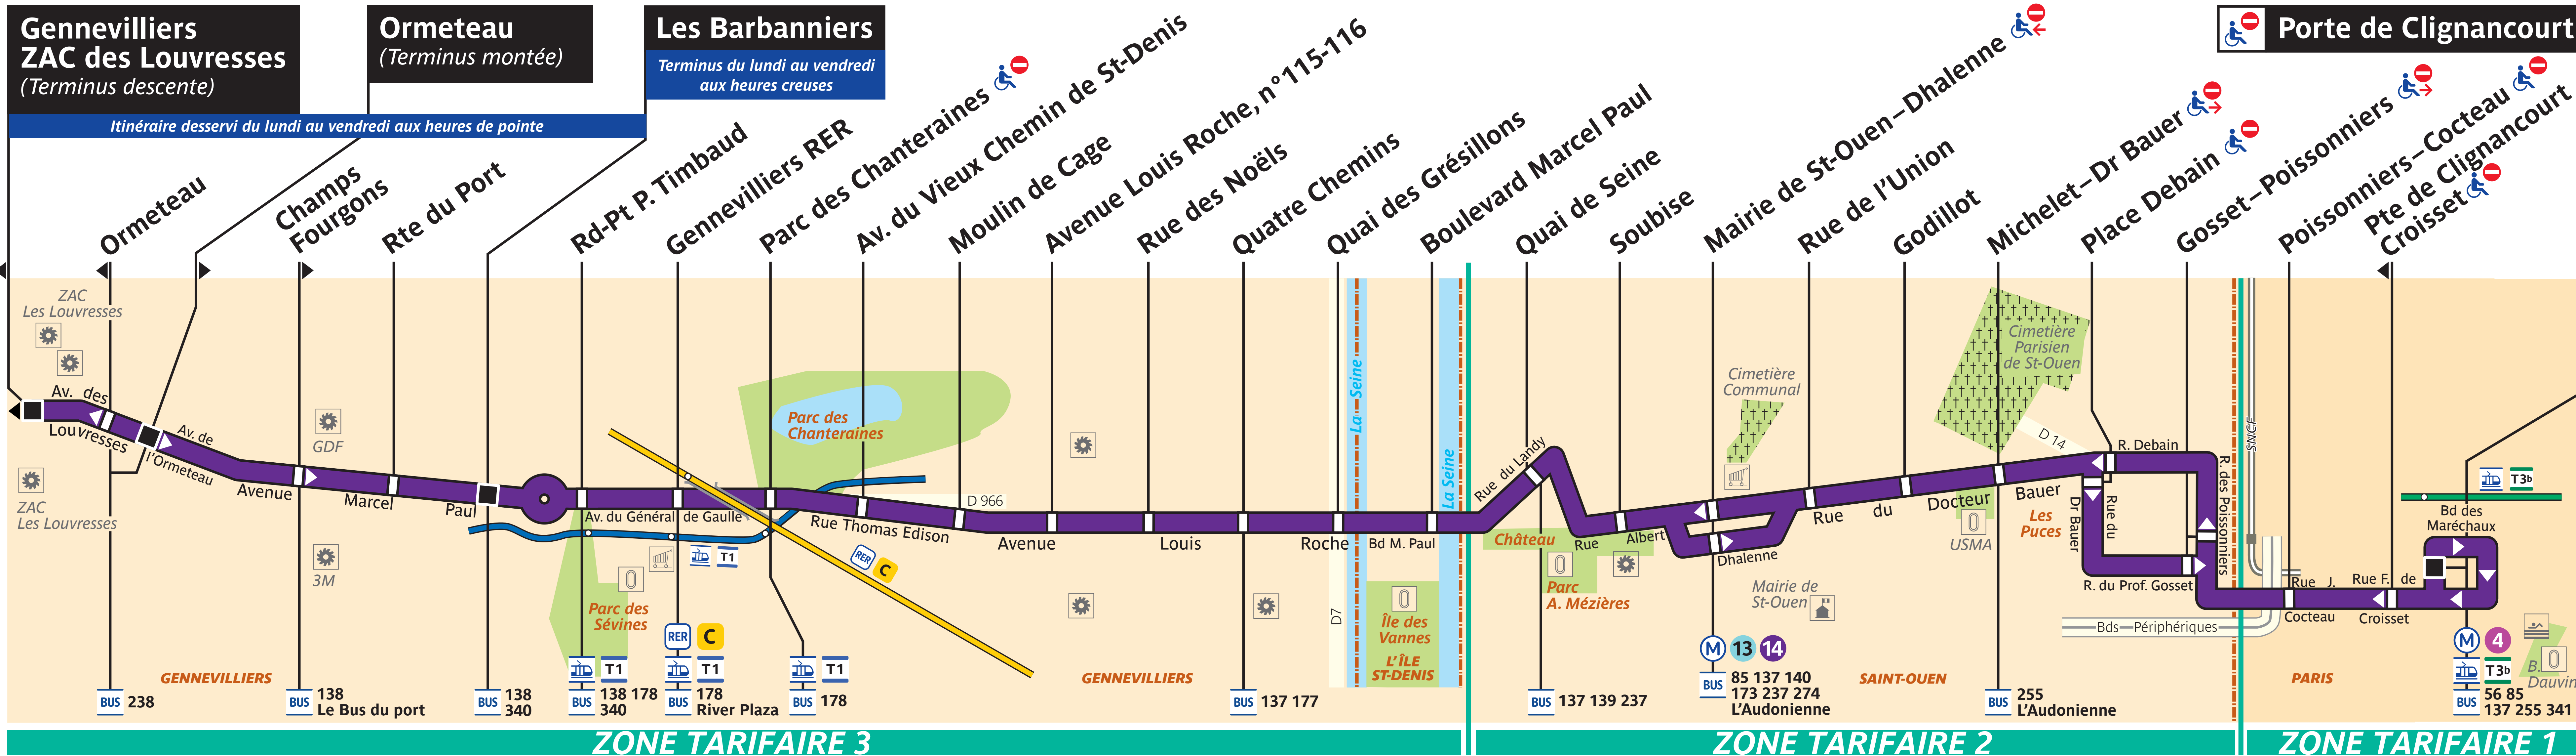 Gennevilliers
ZAC des Louvresses
(Terminus descente)
Ormeteau
(Terminus montée)
Les Barbanniers
Terminus du lundi au vendredi
aux heures creuses
Itinéraire desservi du lundi au vendredi aux heures de pointe
Porte de Clignancourt
Ormeteau
Champs
Fourgons
Rte du Port
Rd-Pt P. Timbaud
Gennevilliers RER
Parc des Chanteraines
Av. du Vieux Chemin de St-Denis
Moulin de Cage
Avenue Louis Roche, n°115-116
Rue des Noëls
Quatre Chemins
Quai des Grésillons
Boulevard Marcel Paul
Quai de Seine
Soubise
Mairie de St-Ouen–Dhalenne
Rue de l'Union
Godillot
Michelet–Dr Bauer
Place Debain
Gosset–Poissonniers
Poissonniers–Cocteau
Pte de Clignancourt
Croisset
ZAC
Les Louvresses
Av. des
Louvresses
Av. de
l'Ormeteau
ZAC
Les Louvresses
GDF
3M
Avenue
Marcel
Paul
Av. du Général de Gaulle
T1
Parc des
Sévines
Parc des
Chanteraines
RER C
D 966
Rue Thomas Edison
Avenue
Louis
Roche
D7
La Seine
Bd M. Paul
La Seine
Île des
Vannes
L'ÎLE
ST-DENIS
Rue du Landy
Château
Parc
A. Mézières
Rue
Albert
Dhalenne
Cimetière
Communal
Mairie de
St-Ouen
Rue
du
Docteur
Bauer
USMA
Les
Puces
Cimetière
Parisien
de St-Ouen
D 14
R. Debain
Rue du
Dr Bauer
R. du Prof. Gosset
R. des Poissonniers
SNCF
Bds–Périphériques
Rue J.
Cocteau
Rue F. de
Croisset
T3b
Bd des
Maréchaux
B.
Dauvin
GENNEVILLIERS
GENNEVILLIERS
SAINT-OUEN
PARIS
BUS 238
BUS 138
Le Bus du port
BUS 138
340
T1
BUS 138 178
340
RER C
T1
BUS 178
River Plaza
T1
BUS 178
BUS 137 177
BUS 137 139 237
M 13 14
BUS 85 137 140
173 237 274
L'Audonienne
BUS 255
L'Audonienne
M 4
T3b
BUS 56 85
137 255 341
ZONE TARIFAIRE 3
ZONE TARIFAIRE 2
ZONE TARIFAIRE 1